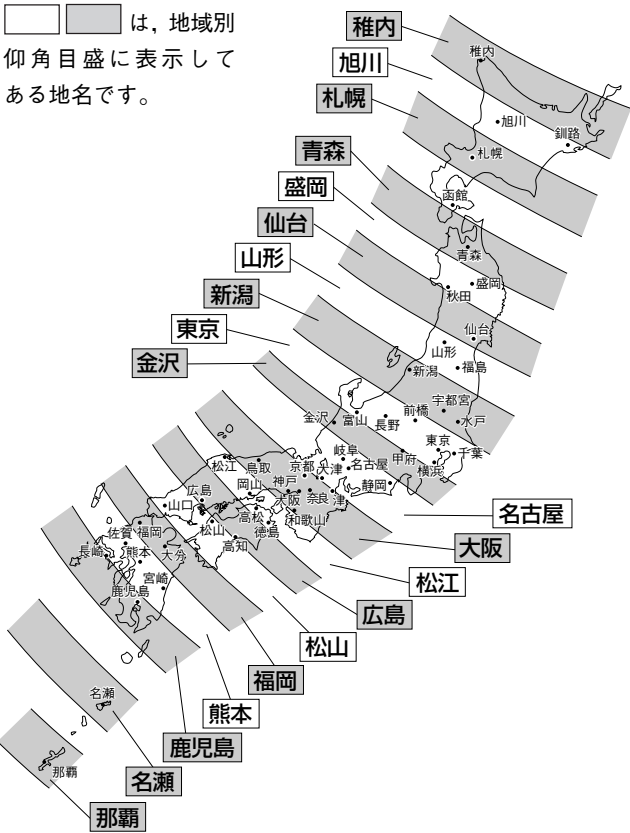 は，地域別
仰角目盛に表示して
ある地名です。
稚内
旭川
札幌
青森
盛岡
仙台
山形
新潟
東京
金沢
稚内
旭川
釧路
札幌
函館
青森
盛岡
秋田
仙台
山形
福島
新潟
宇都宮
金沢
富山
長野
前橋
水戸
岐阜
東京
千葉
甲府
横浜
松江
鳥取
京都
大津
名古屋
静岡
岡山
神戸
広島
大阪
奈良
津
山口
和歌山
高松
徳島
松山
高知
佐賀
福岡
長崎
熊本
大分
宮崎
鹿児島
名瀬
那覇
名古屋
大阪
松江
広島
松山
福岡
熊本
鹿児島
名瀬
那覇